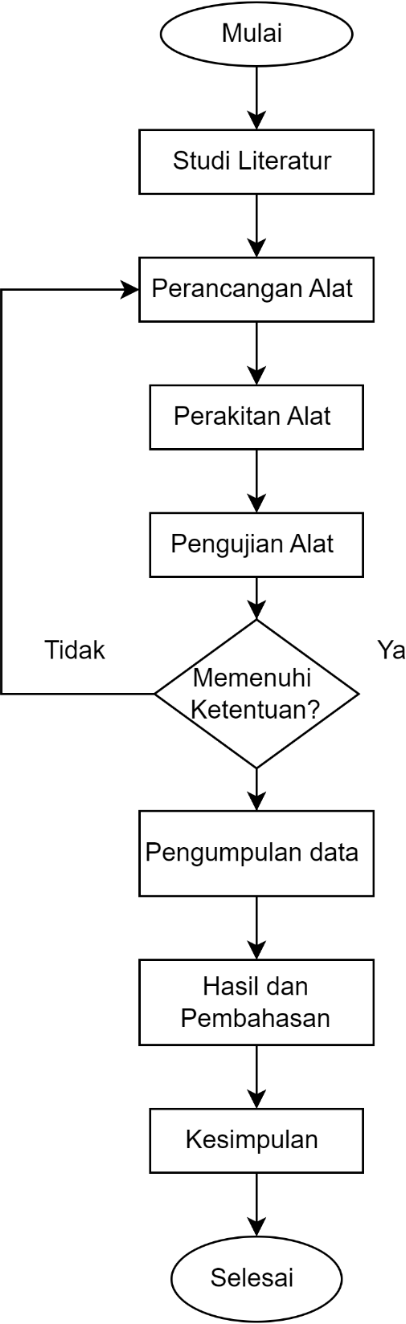 Mulai
Studi Literatur
Perancangan Alat
Perakitan Alat
Pengujian Alat
Tidak
Ya
Memenuhi
Ketentuan?
Pengumpulan data
Hasil dan
Pembahasan
Kesimpulan
Selesai